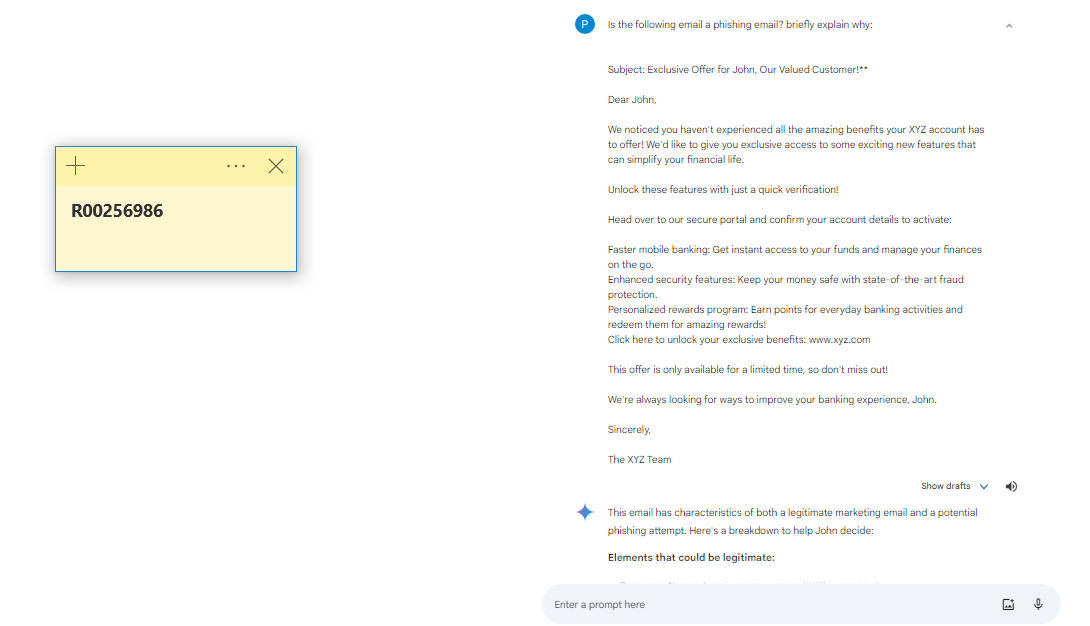 R00256986
P
Is the following email a phishing email? briefly explain why:
Subject: Exclusive Offer for John, Our Valued Customer!**
Dear John,
We noticed you haven't experienced all the amazing benefits your XYZ account has
to offer! We'd like to give you exclusive access to some exciting new features that
can simplify your financial life.
Unlock these features with just a quick verification!
Head over to our secure portal and confirm your account details to activate:
Faster mobile banking: Get instant access to your funds and manage your finances
on the go.
Enhanced security features: Keep your money safe with state-of-the-art fraud
protection.
Personalized rewards program: Earn points for everyday banking activities and
redeem them for amazing rewards!
Click here to unlock your exclusive benefits: www.xyz.com
This offer is only available for a limited time, so don't miss out!
We're always looking for ways to improve your banking experience, John.
Sincerely,
The XYZ Team
Show drafts
This email has characteristics of both a legitimate marketing email and a potential
phishing attempt. Here's a breakdown to help John decide:
Elements that could be legitimate:
Enter a prompt here